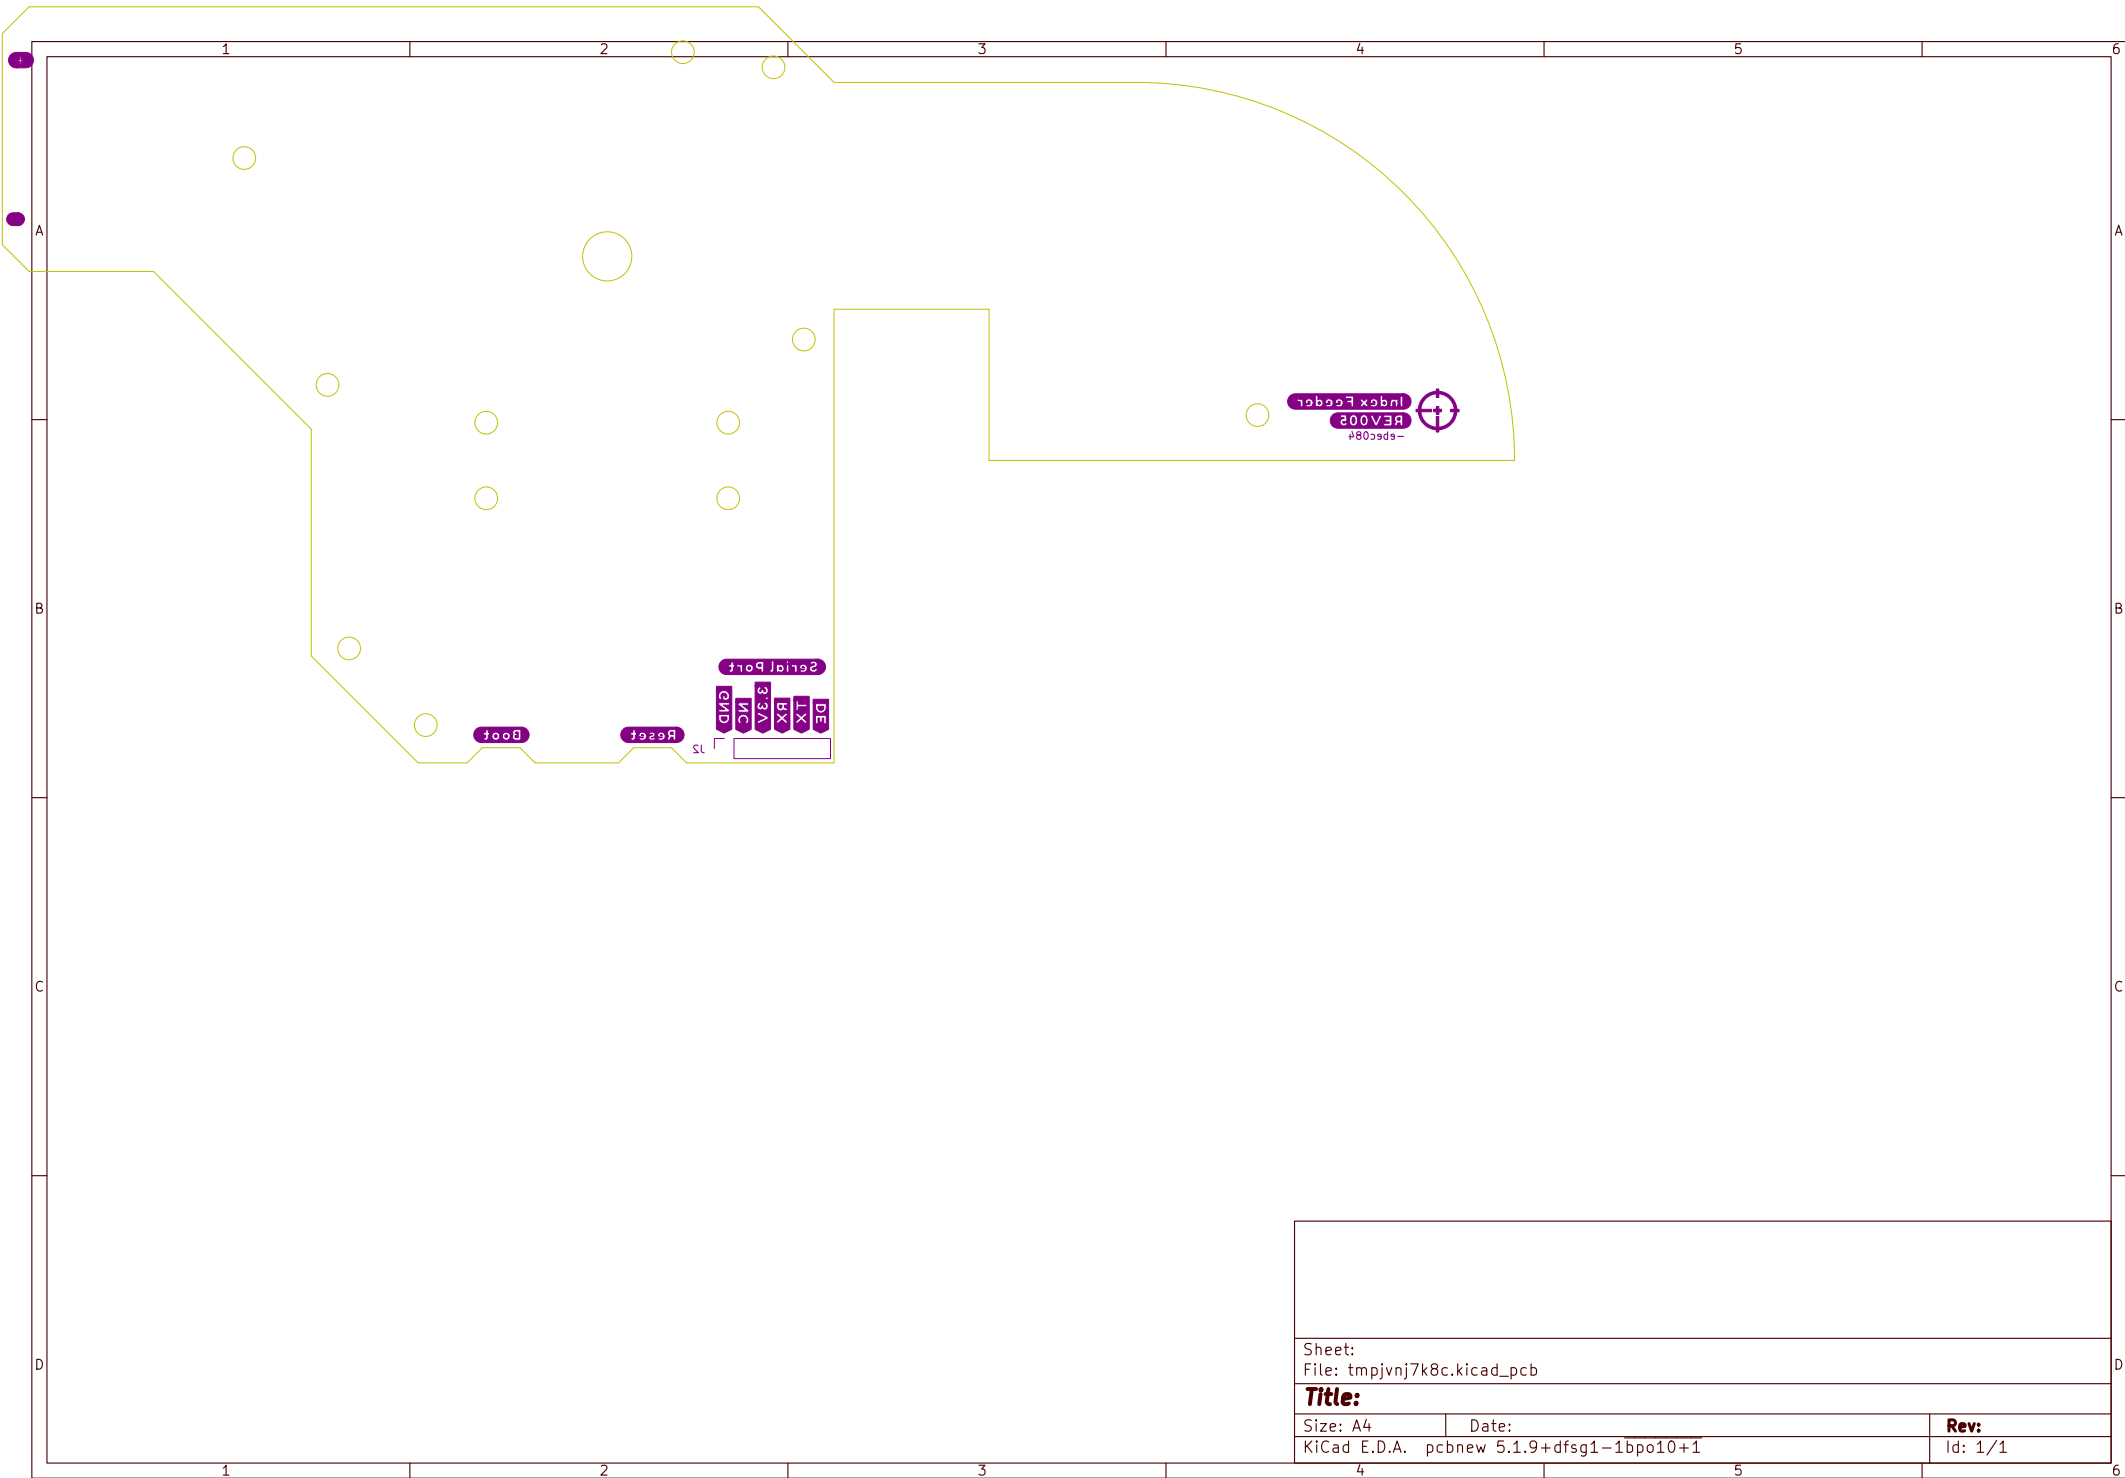 1 2 3 4 5 6
+
A A
Index Feeder
REV005
-ebec084
B B
Serial Port
GND NC 3.3V RX TX DE
Boot Reset
J2
C C
D D
Sheet:
File: tmpjvnj7k8c.kicad_pcb
Title:
Size: A4 Date: Rev:
KiCad E.D.A. pcbnew 5.1.9+dfsg1-1bpo10+1 Id: 1/1
1 2 3 4 5 6